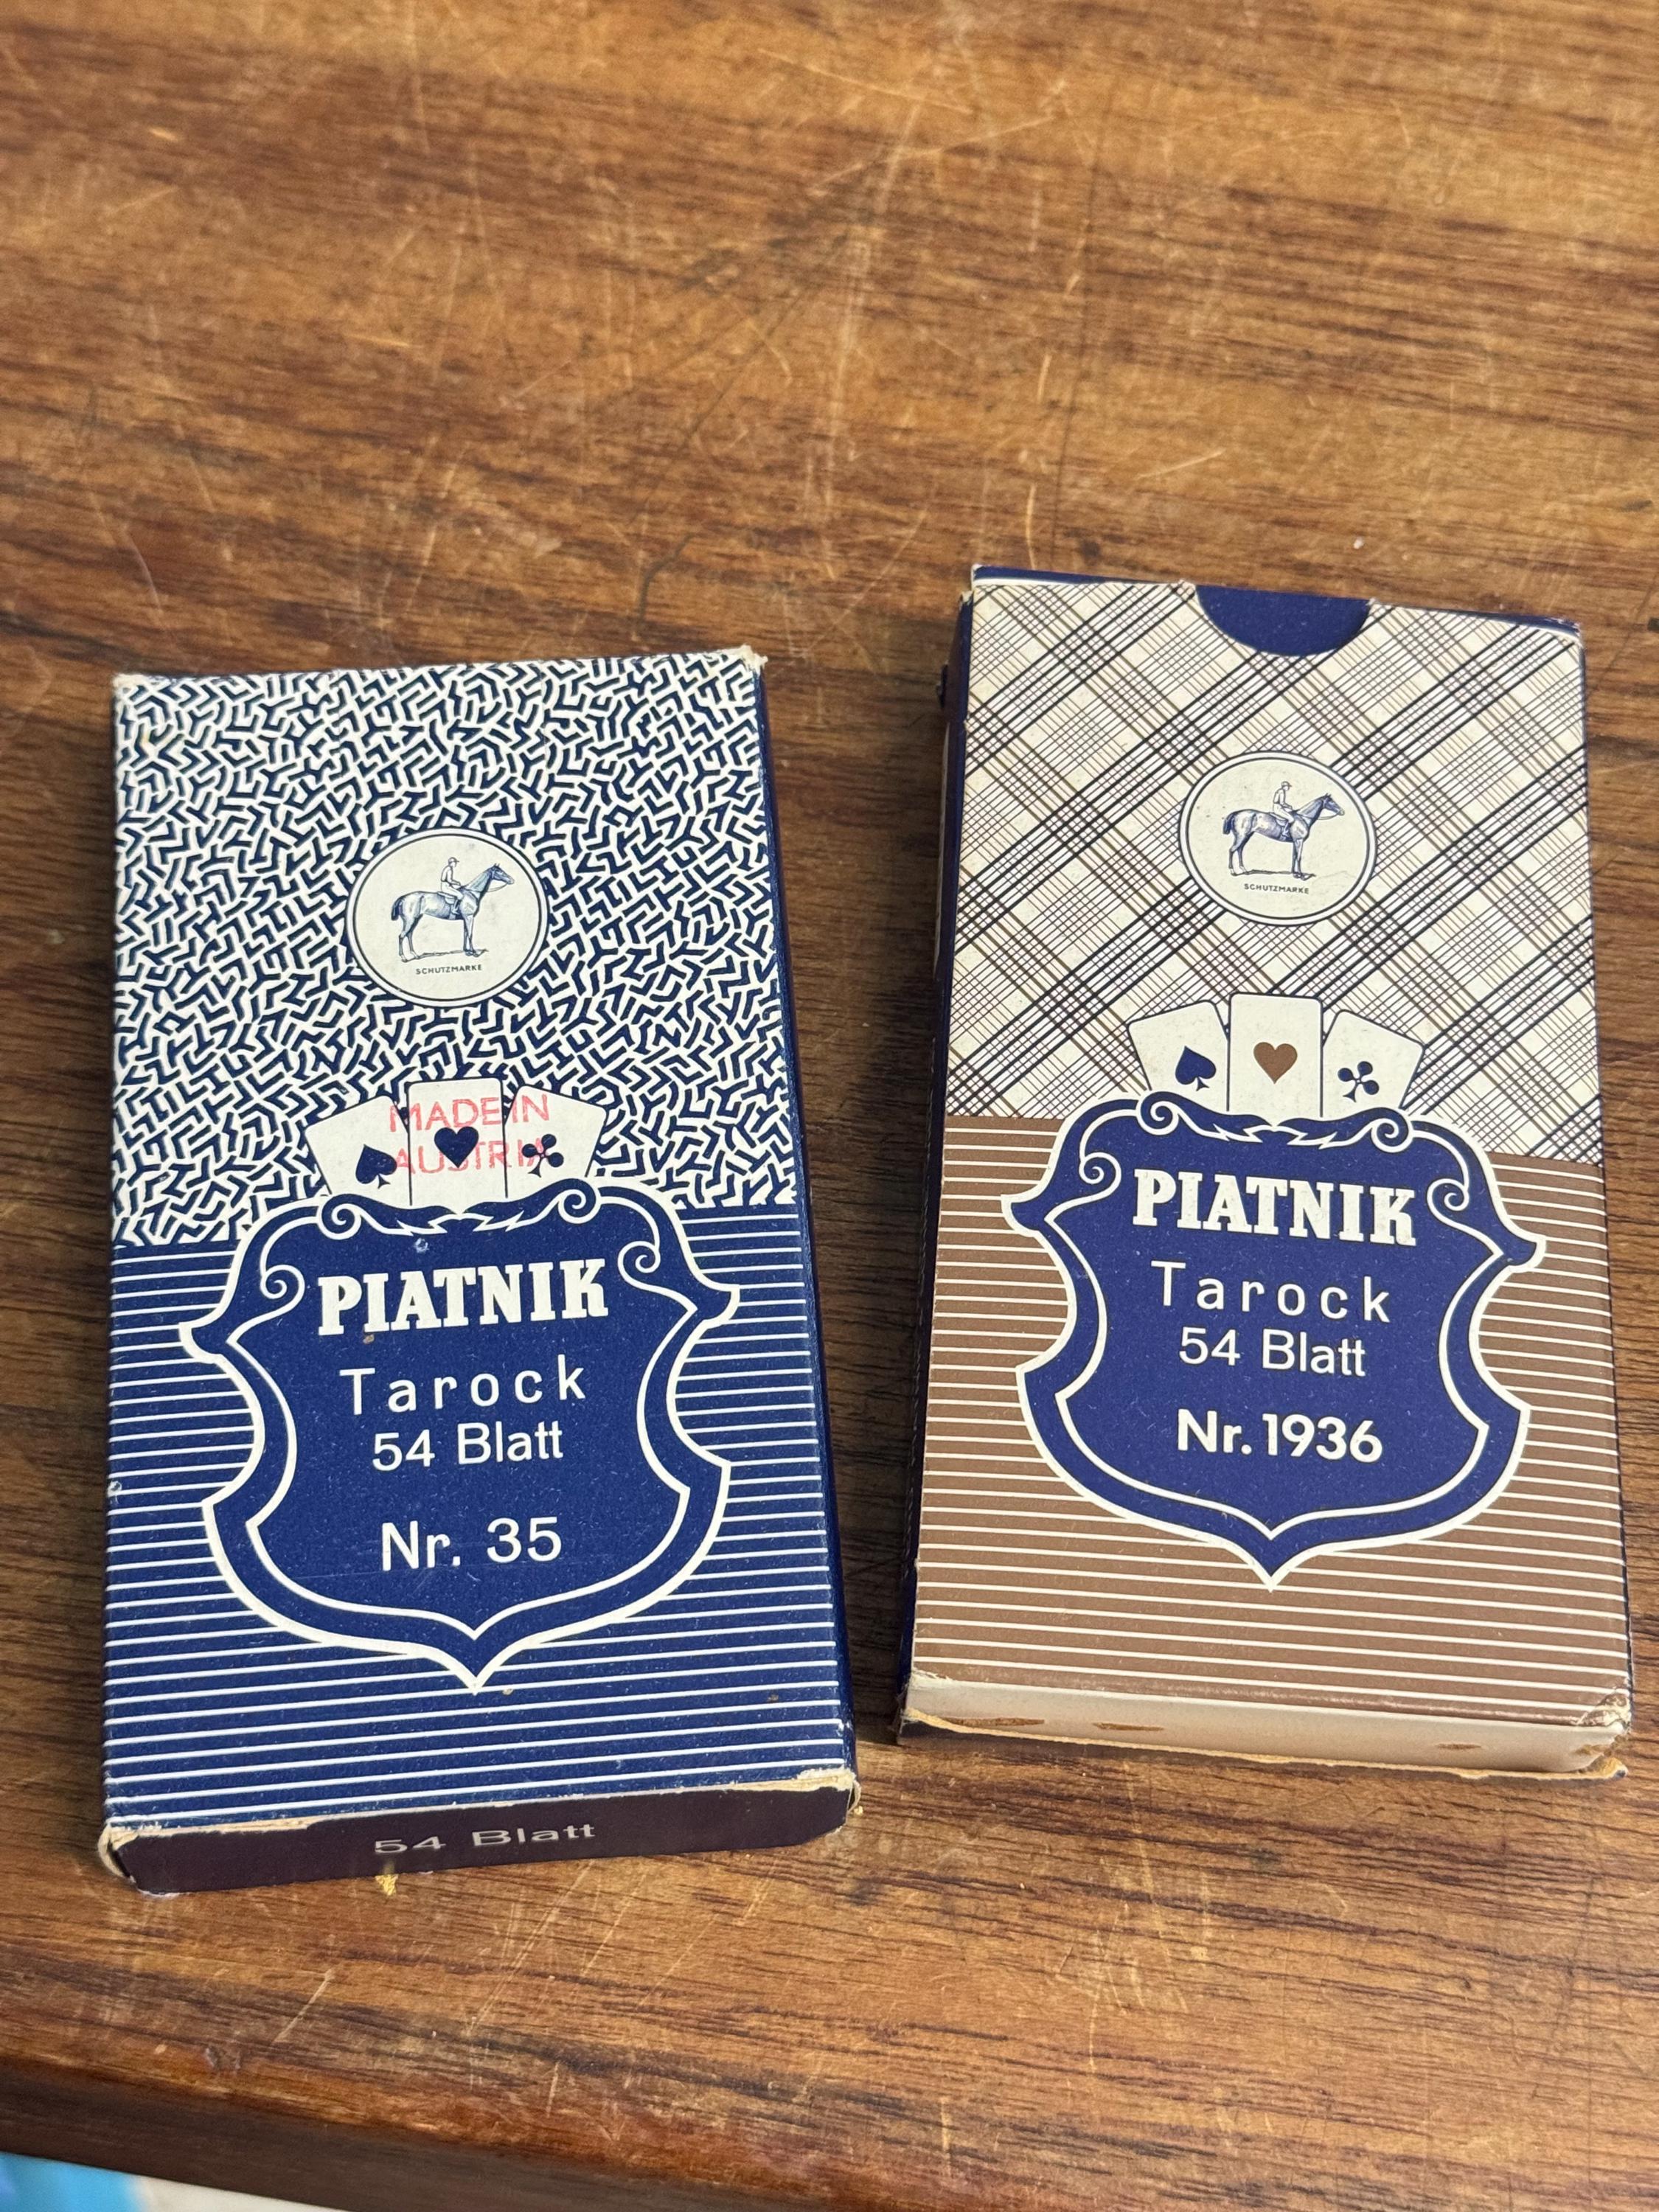 SCHUTZMARKE
MADE IN
AUSTRIA
PIATNIK
Tarock
54 Blatt
Nr. 35
54 Blatt
SCHUTZMARKE
PIATNIK
Tarock
54 Blatt
Nr. 1936